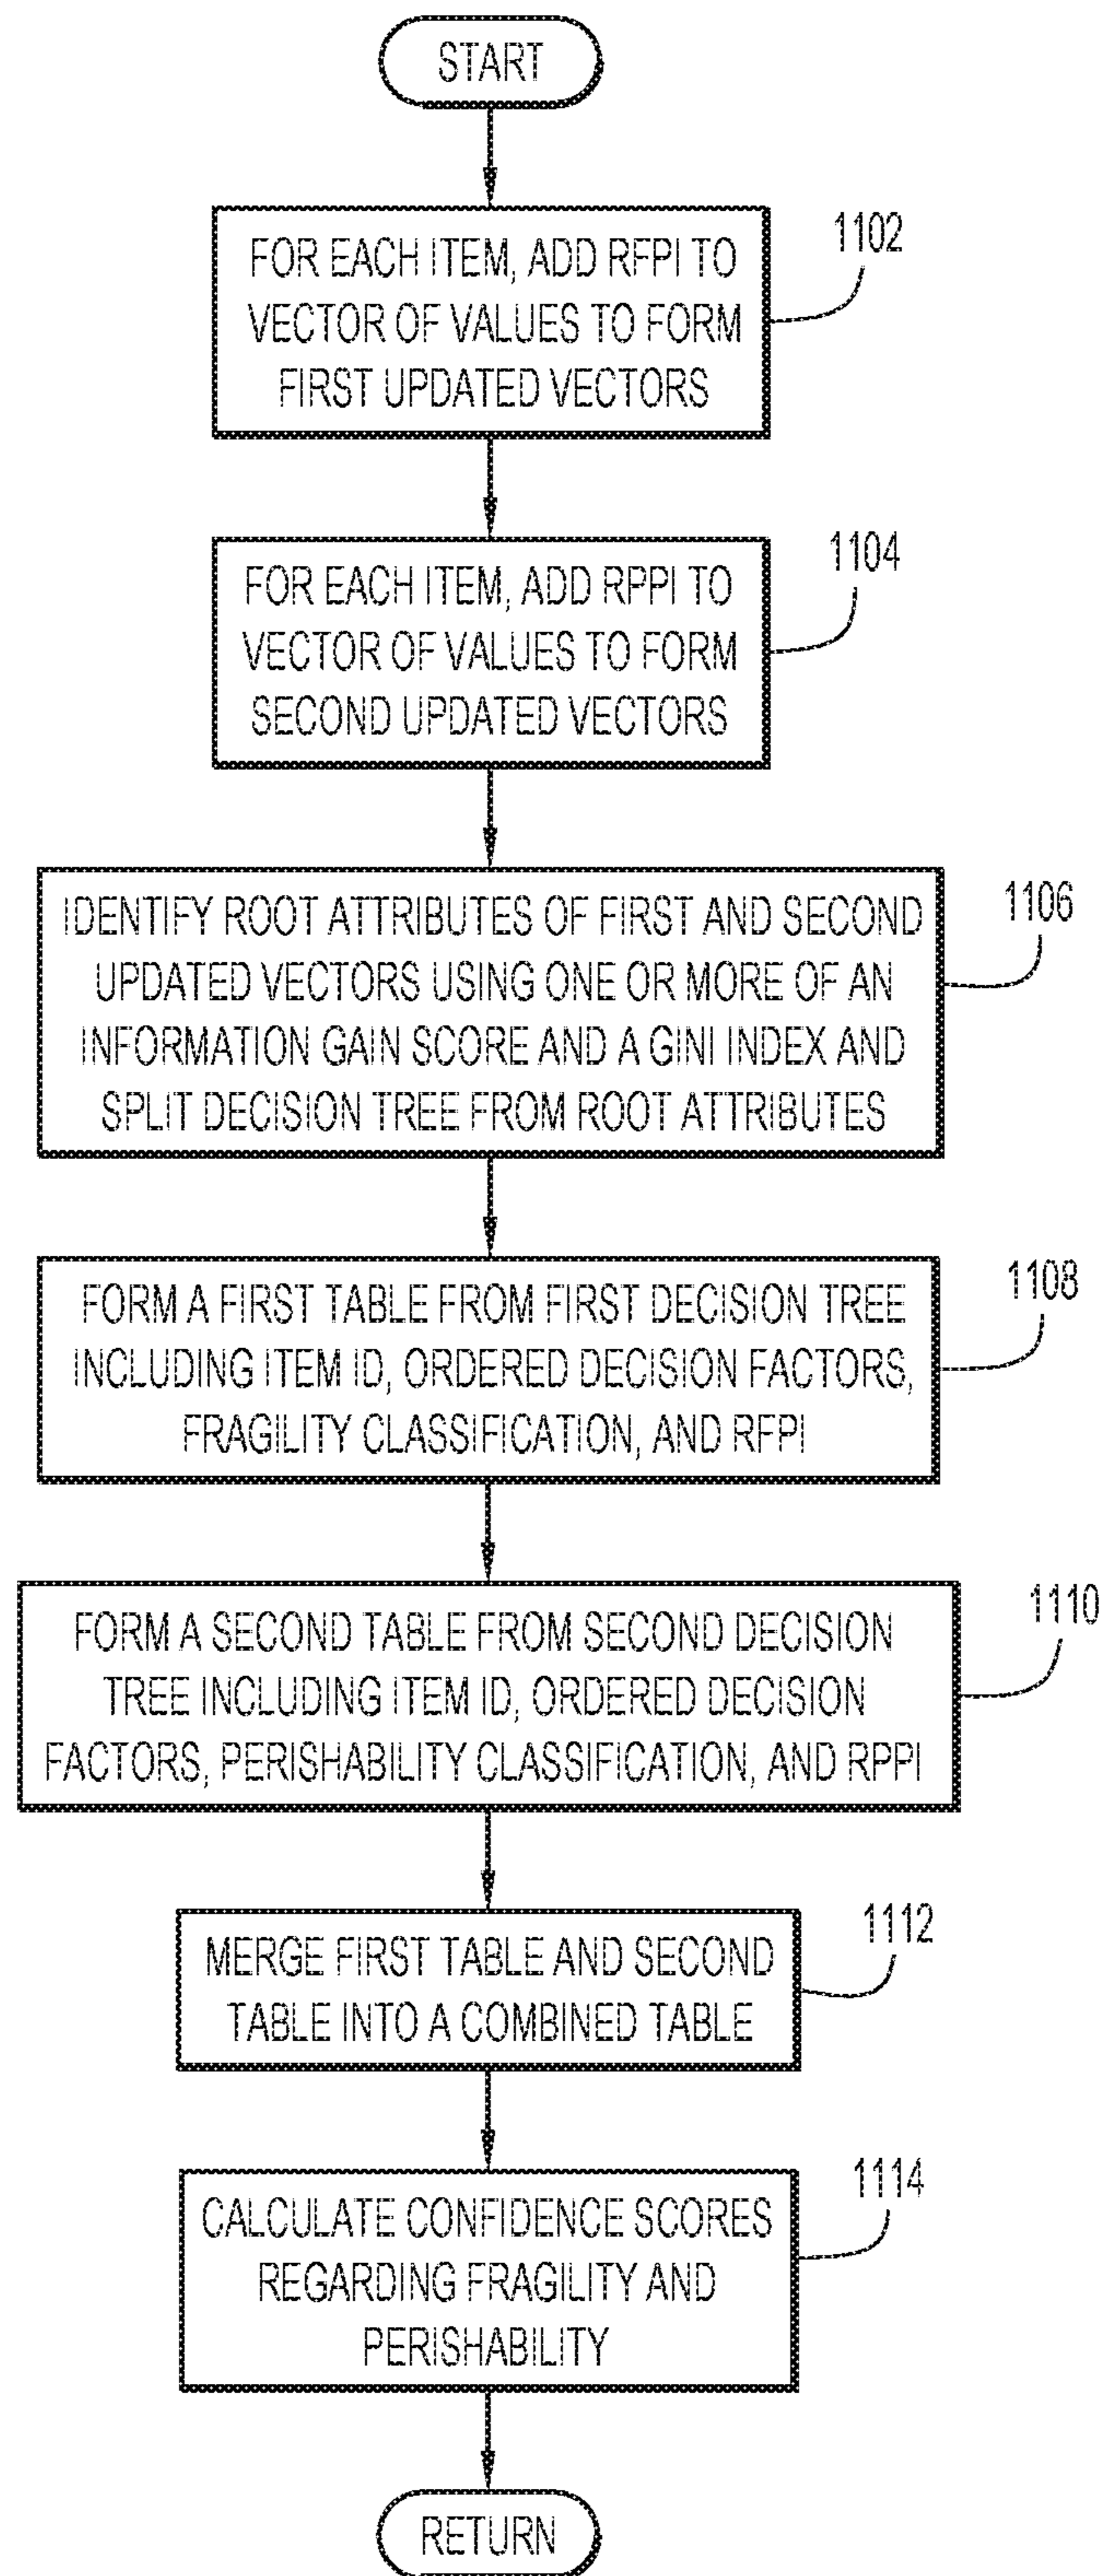 START
FOR EACH ITEM, ADD RFPI TO
VECTOR OF VALUES TO FORM
FIRST UPDATED VECTORS
1102
FOR EACH ITEM, ADD RPPI TO
VECTOR OF VALUES TO FORM
SECOND UPDATED VECTORS
1104
IDENTIFY ROOT ATTRIBUTES OF FIRST AND SECOND
UPDATED VECTORS USING ONE OR MORE OF AN
INFORMATION GAIN SCORE AND A GINI INDEX AND
SPLIT DECISION TREE FROM ROOT ATTRIBUTES
1106
FORM A FIRST TABLE FROM FIRST DECISION TREE
INCLUDING ITEM ID, ORDERED DECISION FACTORS,
FRAGILITY CLASSIFICATION, AND RFPI
1108
FORM A SECOND TABLE FROM SECOND DECISION
TREE INCLUDING ITEM ID, ORDERED DECISION
FACTORS, PERISHABILITY CLASSIFICATION, AND RPPI
1110
MERGE FIRST TABLE AND SECOND
TABLE INTO A COMBINED TABLE
1112
CALCULATE CONFIDENCE SCORES
REGARDING FRAGILITY AND
PERISHABILITY
1114
RETURN